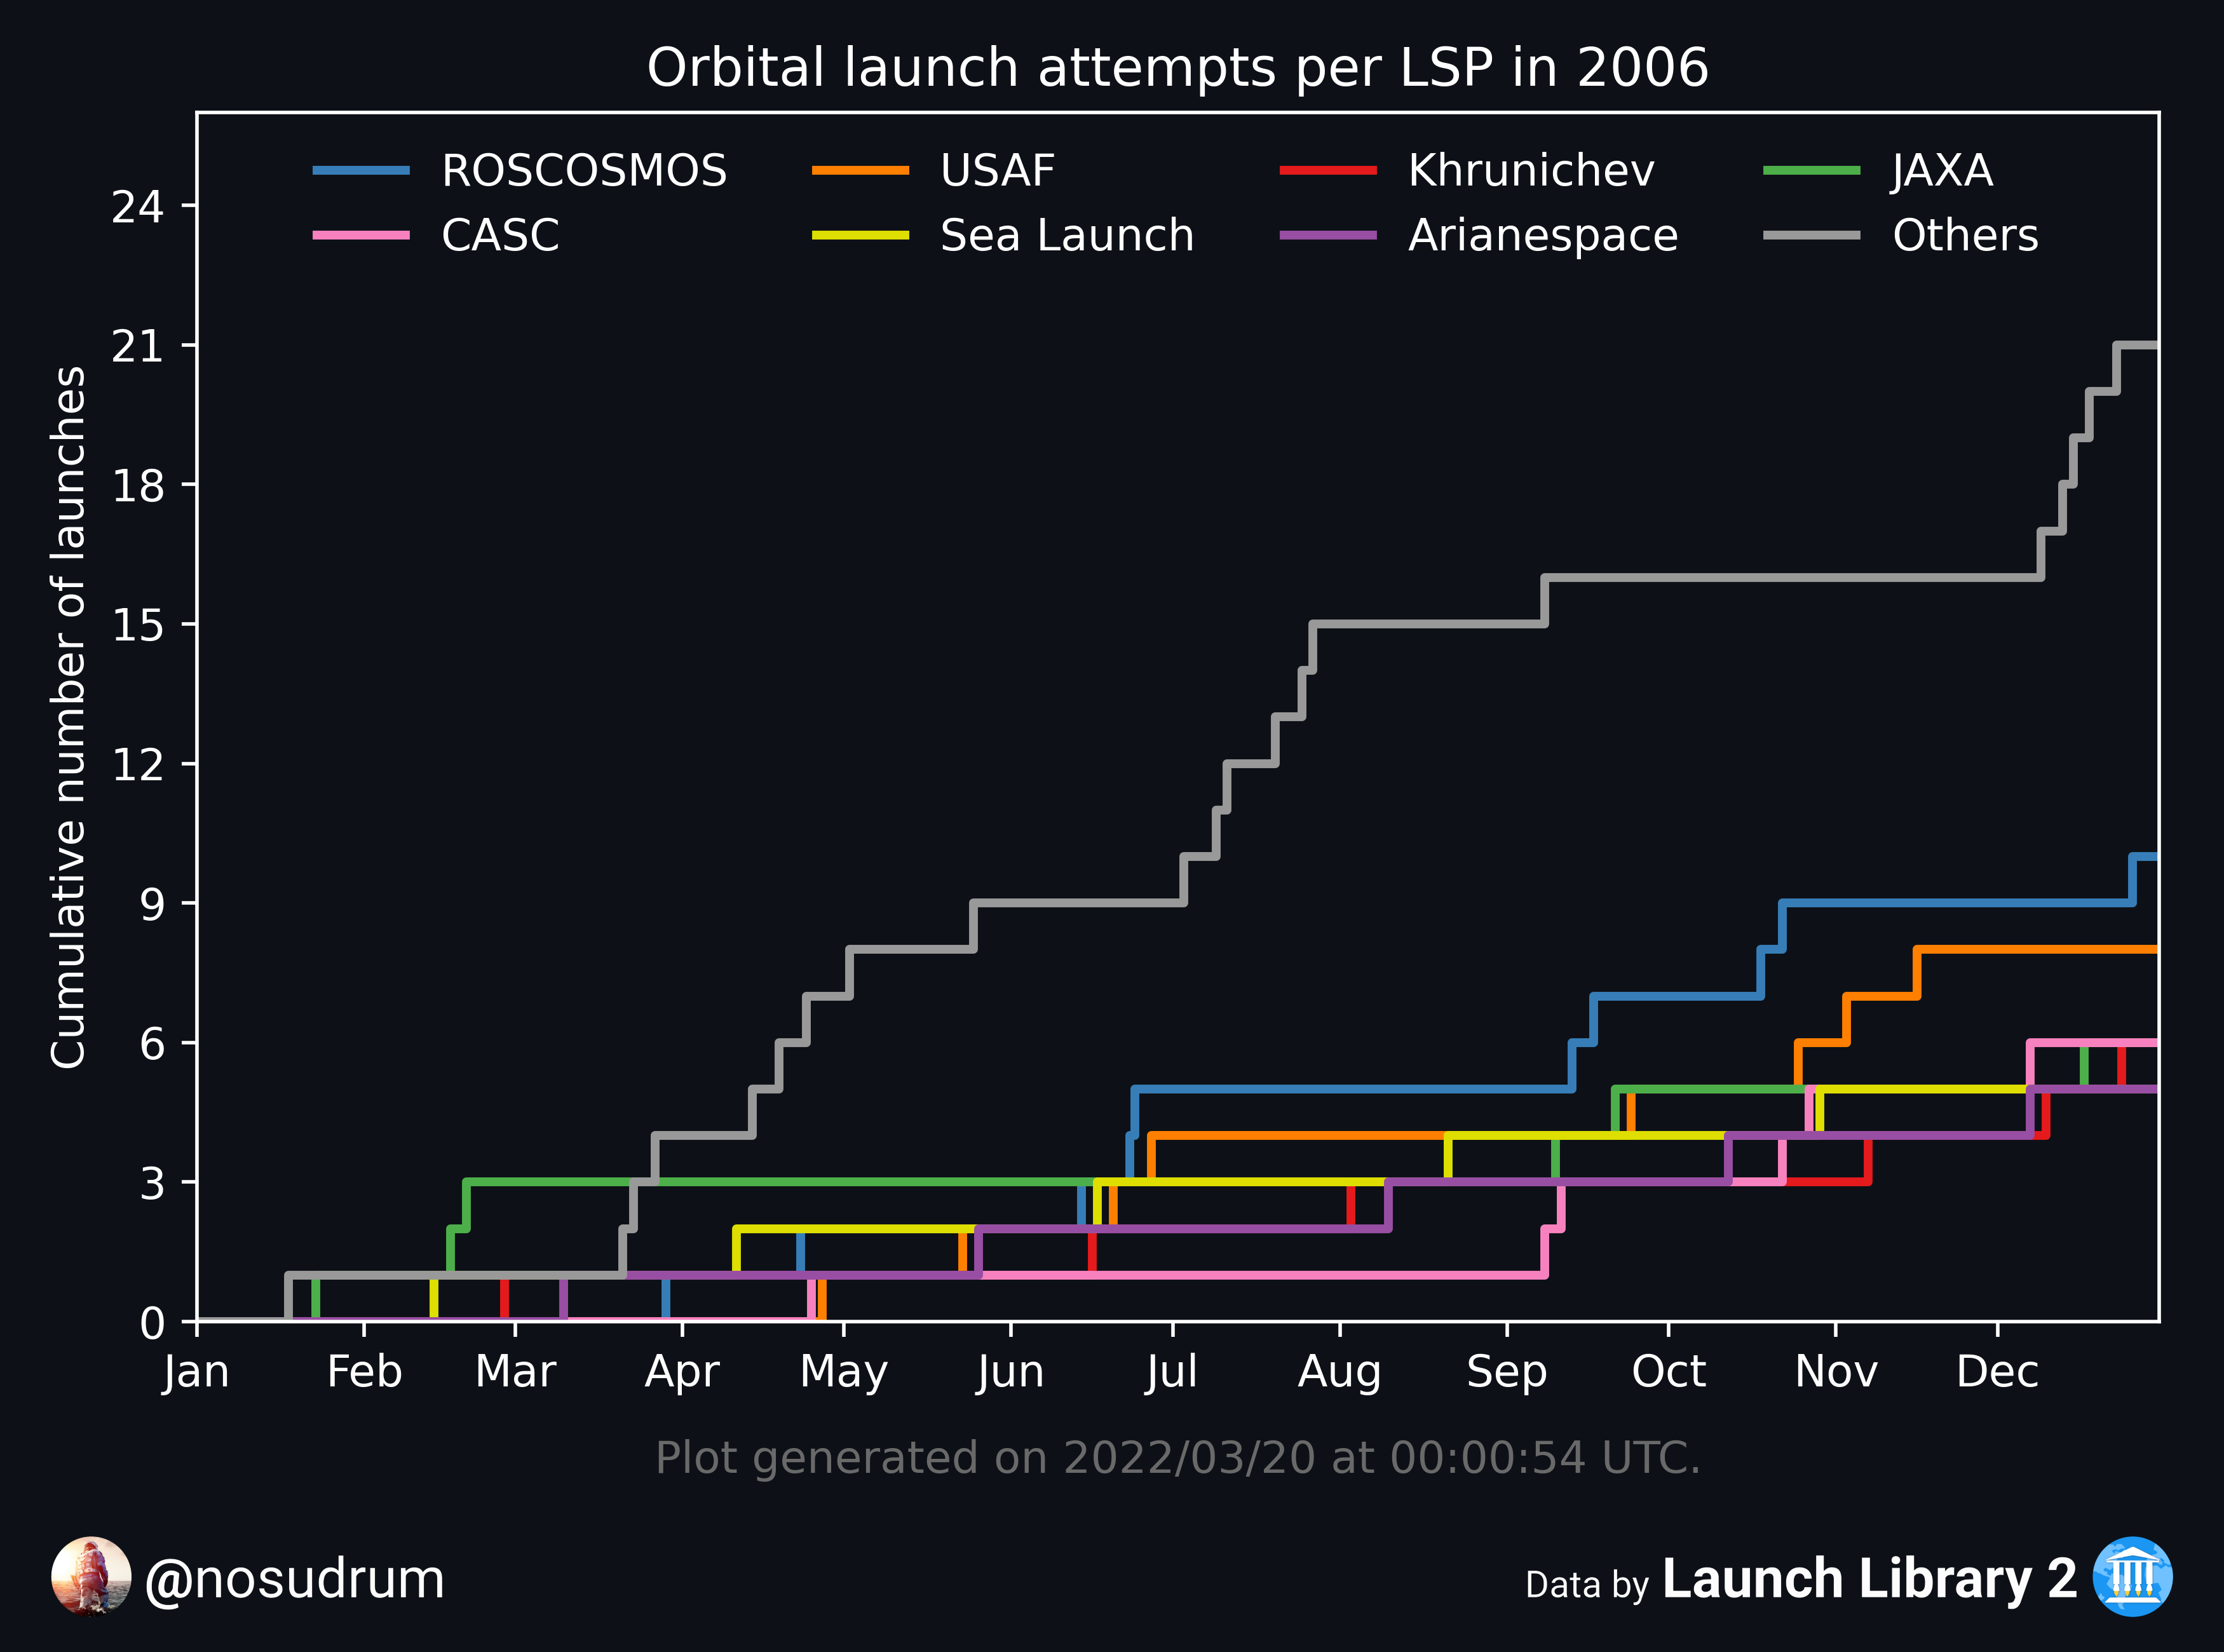 Orbital launch attempts per LSP in 2006
ROSCOSMOS USAF Khrunichev JAXA
CASC Sea Launch Arianespace Others
Cumulative number of launches
24
21
18
15
12
9
6
3
0
Jan Feb Mar Apr May Jun Jul Aug Sep Oct Nov Dec
Plot generated on 2022/03/20 at 00:00:54 UTC.
@nosudrum
Data by Launch Library 2